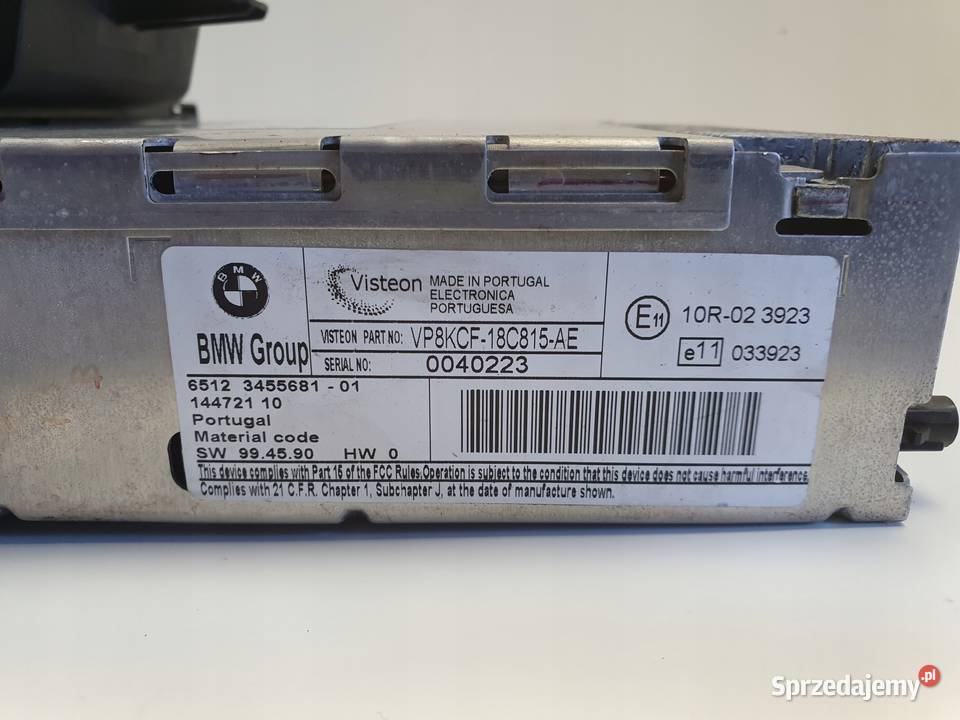 BMW
BMW Group
Visteon
MADE IN PORTUGAL
ELECTRONICA
PORTUGUESA
VISTEON PART NO: VP8KCF-18C815-AE
SERIAL NO: 0040223
E11 10R-02 3923
e11 033923
6512 3455681 - 01
144721 10
Portugal
Material code
SW 99.45.90 HW 0
This device complies with Part 15 of the FCC Rules.Operation is subject to the condition that this device does not cause harmful interference.
Complies with 21 C.F.R. Chapter 1, Subchapter J, at the date of manufacture shown.
Sprzedajemy.pl